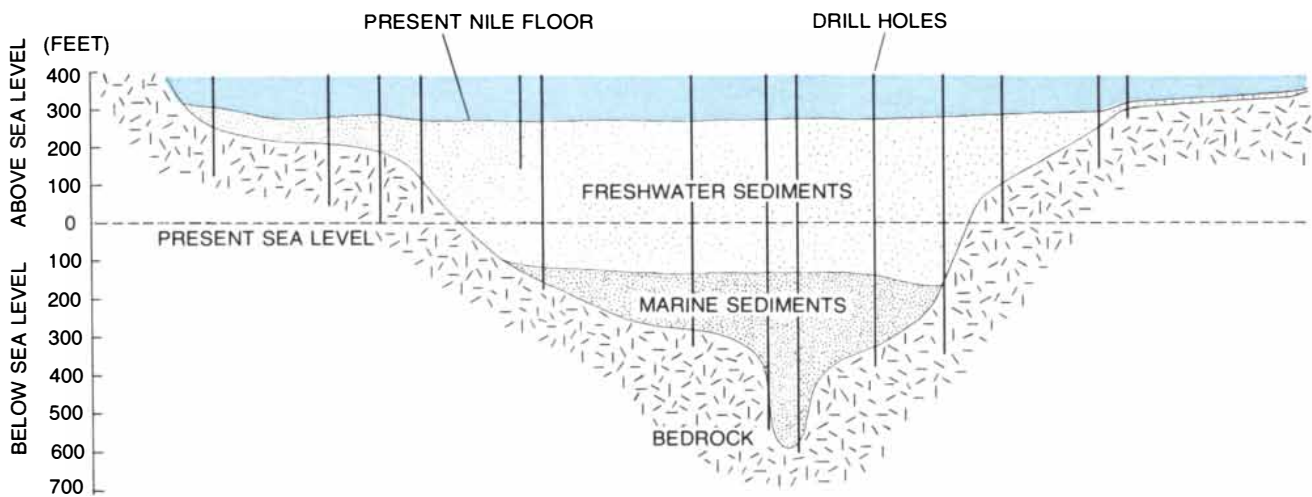 PRESENT NILE FLOOR
DRILL HOLES
(FEET)
ABOVE SEA LEVEL
400
300
200
100
0
FRESHWATER SEDIMENTS
PRESENT SEA LEVEL
BELOW SEA LEVEL
100
200
300
400
500
600
700
MARINE SEDIMENTS
BEDROCK